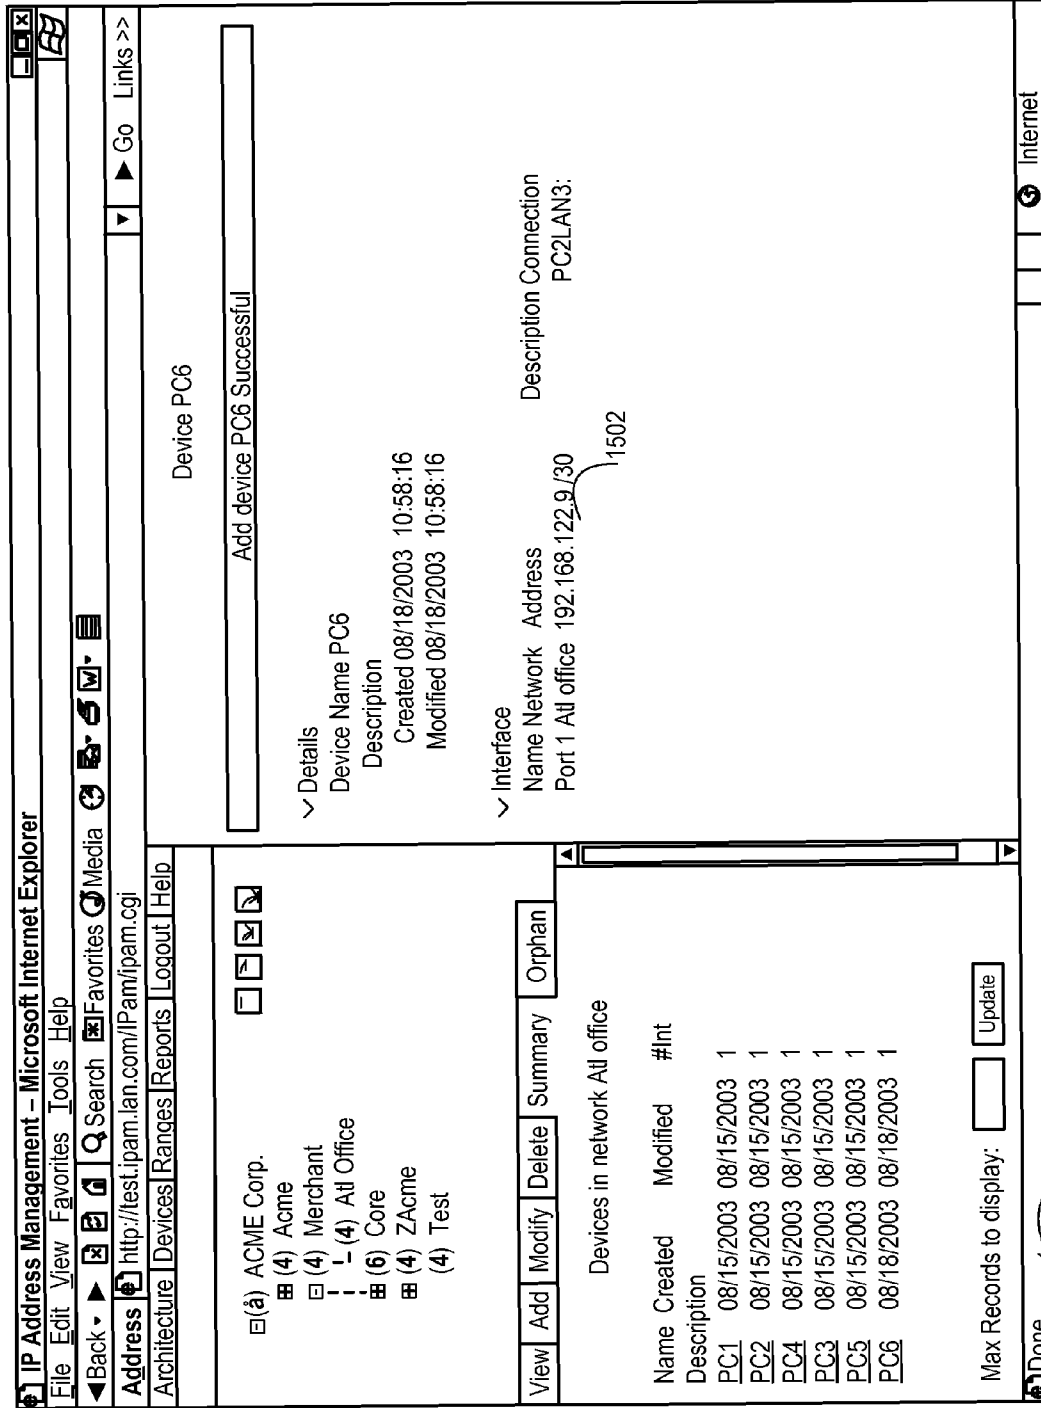 IP Address Management – Microsoft Internet Explorer
File Edit View Favorites Tools Help
Back Search Favorites Media
Address http://test.ipam.lan.com/IPam/ipam.cgi Go Links >>
Architecture Devices Ranges Reports Logout Help
(å) ACME Corp.
(4) Acme
(4) Merchant
(4) Atl Office
(6) Core
(4) ZAcme
(4) Test
View Add Modify Delete Summary Orphan
Devices in network Atl office
Name Created Modified #Int
Description
PC1 08/15/2003 08/15/2003 1
PC2 08/15/2003 08/15/2003 1
PC4 08/15/2003 08/15/2003 1
PC3 08/15/2003 08/15/2003 1
PC5 08/15/2003 08/15/2003 1
PC6 08/18/2003 08/18/2003 1
Max Records to display: Update
Device PC6
Add device PC6 Successful
Details
Device Name PC6
Description
Created 08/18/2003 10:58:16
Modified 08/18/2003 10:58:16
Interface
Name Network Address Description Connection
Port 1 Atl office 192.168.122.9 /30 PC2LAN3:
1502
Done Internet